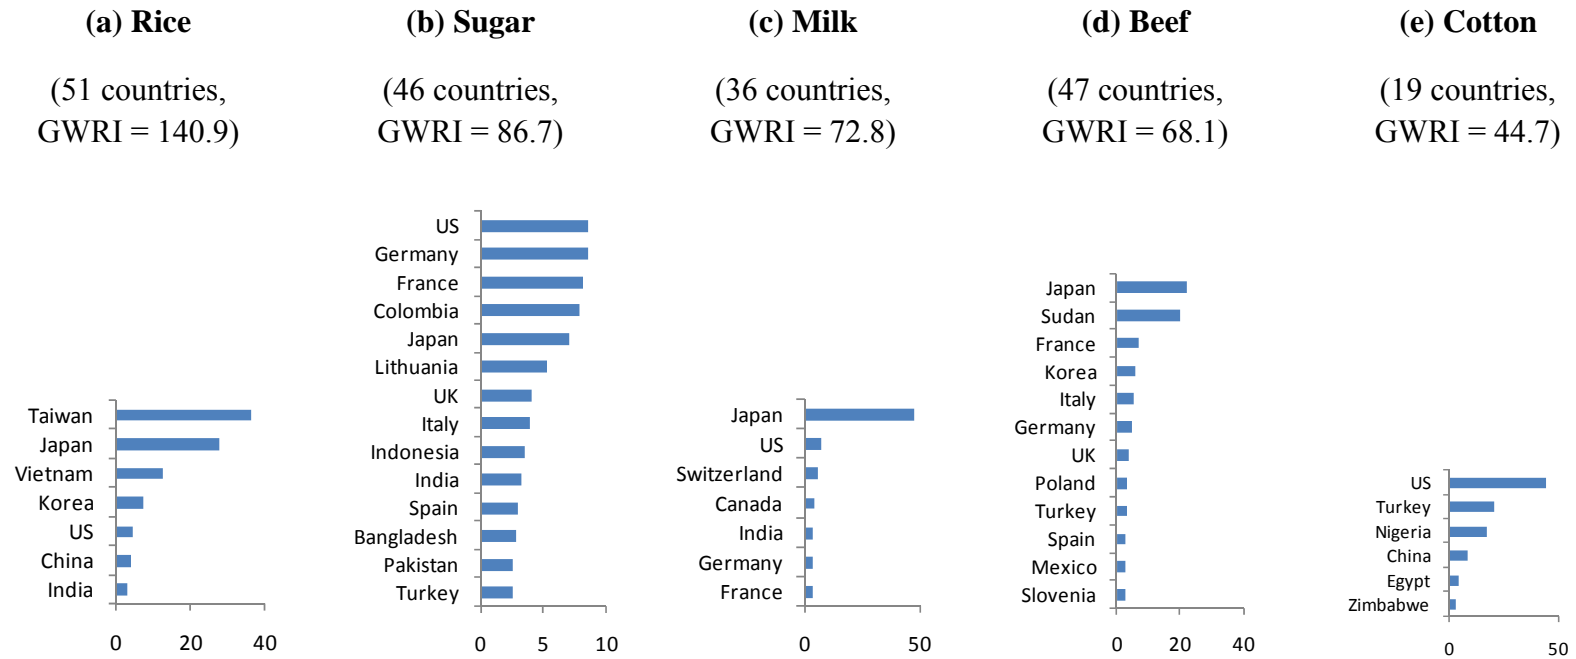 (a) Rice
(51 countries,
GWRI = 140.9)
Taiwan
Japan
Vietnam
Korea
US
China
India
0 20 40
(b) Sugar
(46 countries,
GWRI = 86.7)
US
Germany
France
Colombia
Japan
Lithuania
UK
Italy
Indonesia
India
Spain
Bangladesh
Pakistan
Turkey
0 5 10
(c) Milk
(36 countries,
GWRI = 72.8)
Japan
US
Switzerland
Canada
India
Germany
France
0 50
(d) Beef
(47 countries,
GWRI = 68.1)
Japan
Sudan
France
Korea
Italy
Germany
UK
Poland
Turkey
Spain
Mexico
Slovenia
0 20 40
(e) Cotton
(19 countries,
GWRI = 44.7)
US
Turkey
Nigeria
China
Egypt
Zimbabwe
0 50